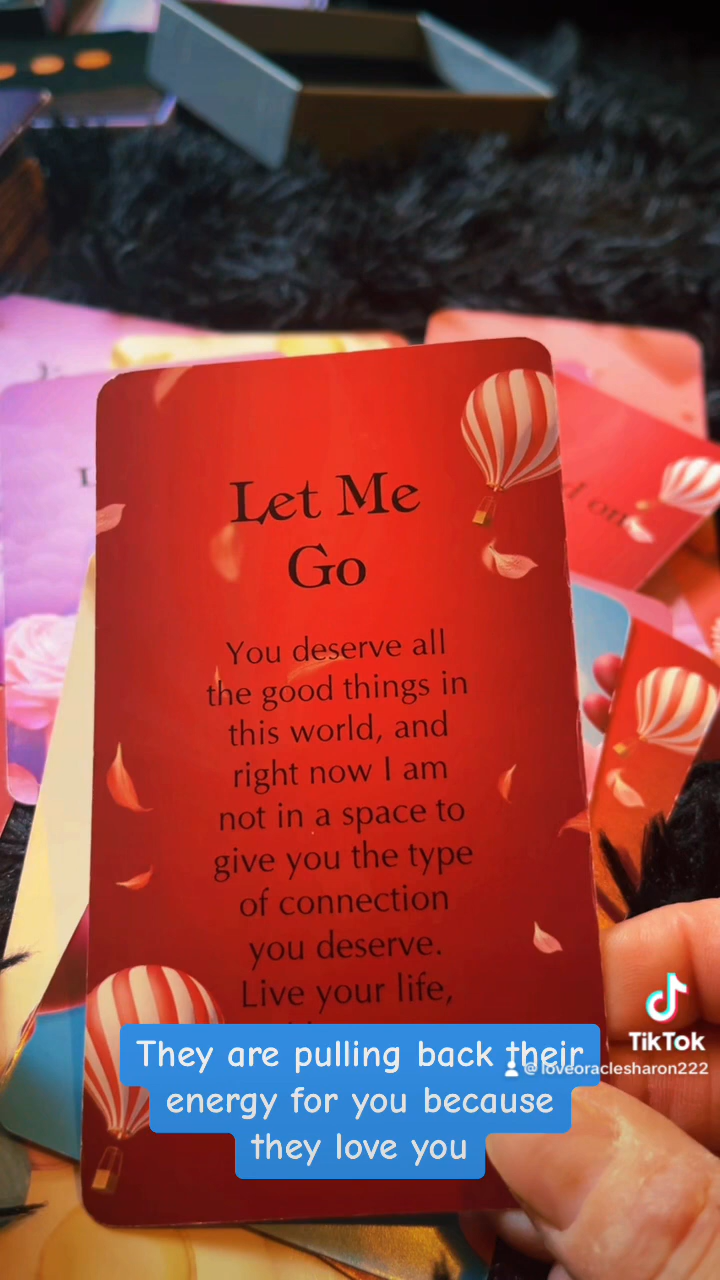 Let Me
Go
You deserve all
the good things in
this world, and
right now I am
not in a space to
give you the type
of connection
you deserve.
Live your life,
They are pulling back their
energy for you because
they love you
TikTok
@loveoraclesharon222
on